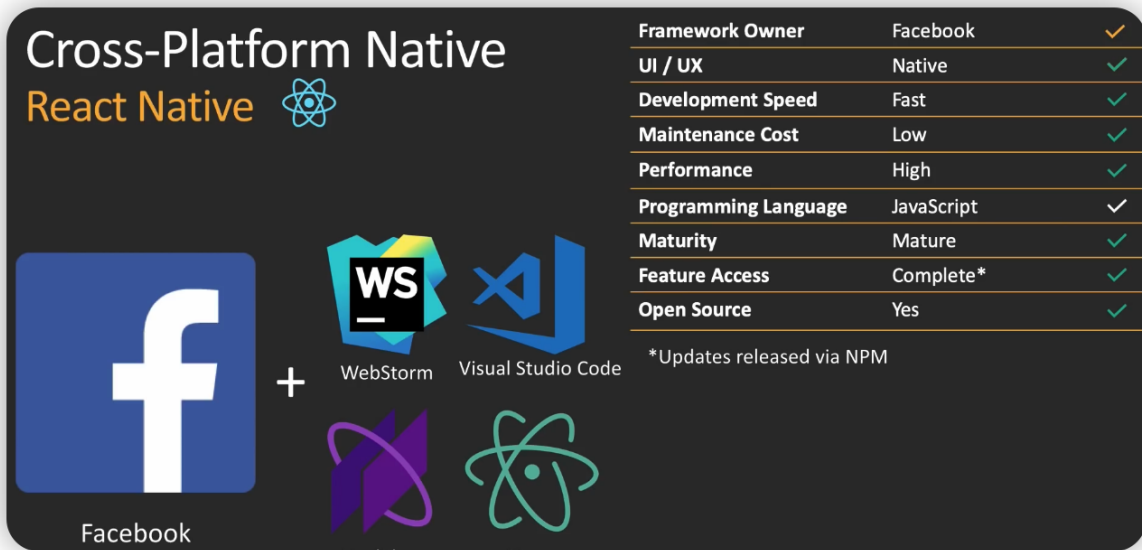 Cross-Platform Native
React Native
Framework Owner Facebook
UI / UX Native
Development Speed Fast
Maintenance Cost Low
Performance High
Programming Language JavaScript
Maturity Mature
Feature Access Complete*
Open Source Yes
*Updates released via NPM
WS
WebStorm
Visual Studio Code
+
Facebook